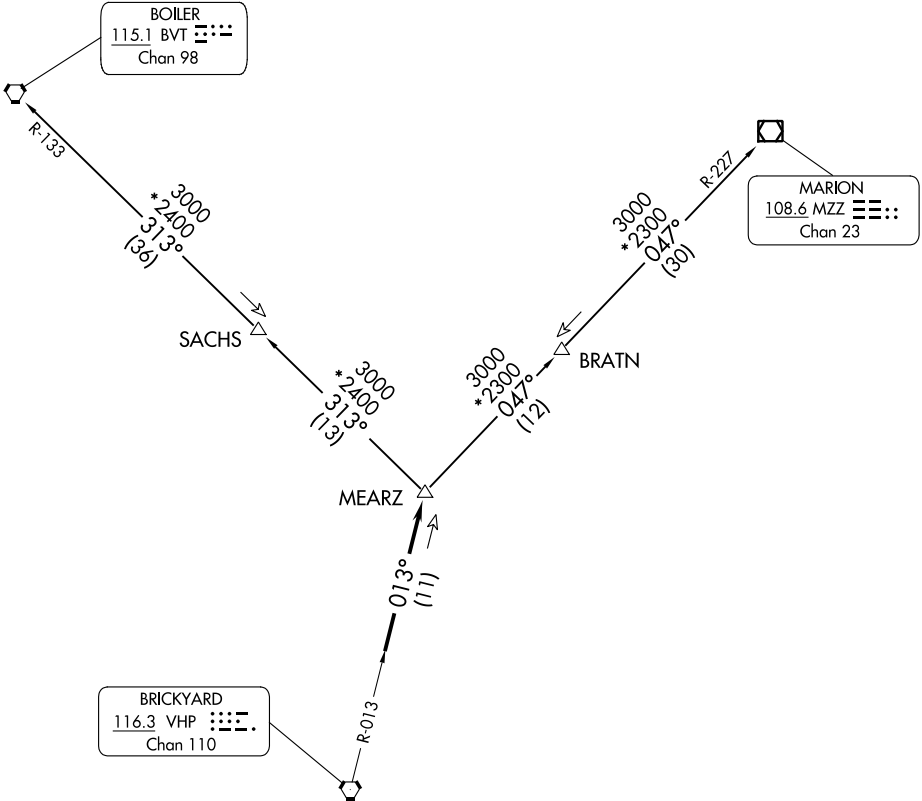 BOILER
115.1 BVT
Chan 98
R-133
3000
*2400
313°
(36)
SACHS
3000
*2400
313°
(13)
MARION
108.6 MZZ
Chan 23
R-227
3000
*2300
047°
(30)
BRATN
3000
*2300
047°
(12)
MEARZ
013°
(11)
R-013
BRICKYARD
116.3 VHP
Chan 110